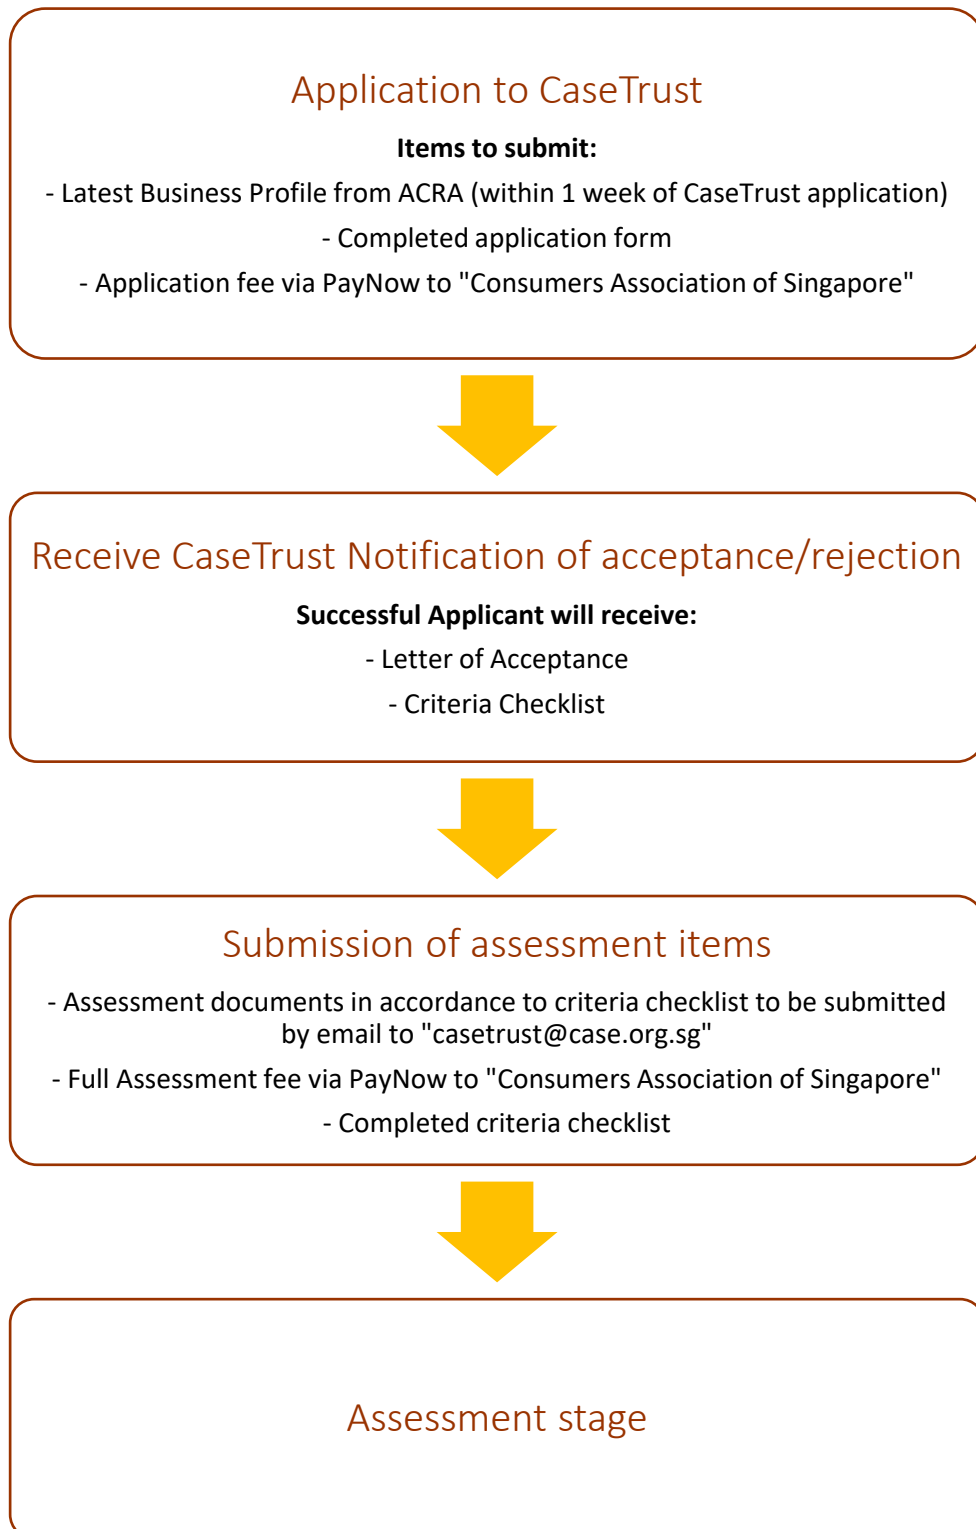 Application to CaseTrust
Items to submit:
- Latest Business Profile from ACRA (within 1 week of CaseTrust application)
- Completed application form
- Application fee via PayNow to "Consumers Association of Singapore"
Receive CaseTrust Notification of acceptance/rejection
Successful Applicant will receive:
- Letter of Acceptance
- Criteria Checklist
Submission of assessment items
- Assessment documents in accordance to criteria checklist to be submitted
by email to "casetrust@case.org.sg"
- Full Assessment fee via PayNow to "Consumers Association of Singapore"
- Completed criteria checklist
Assessment stage